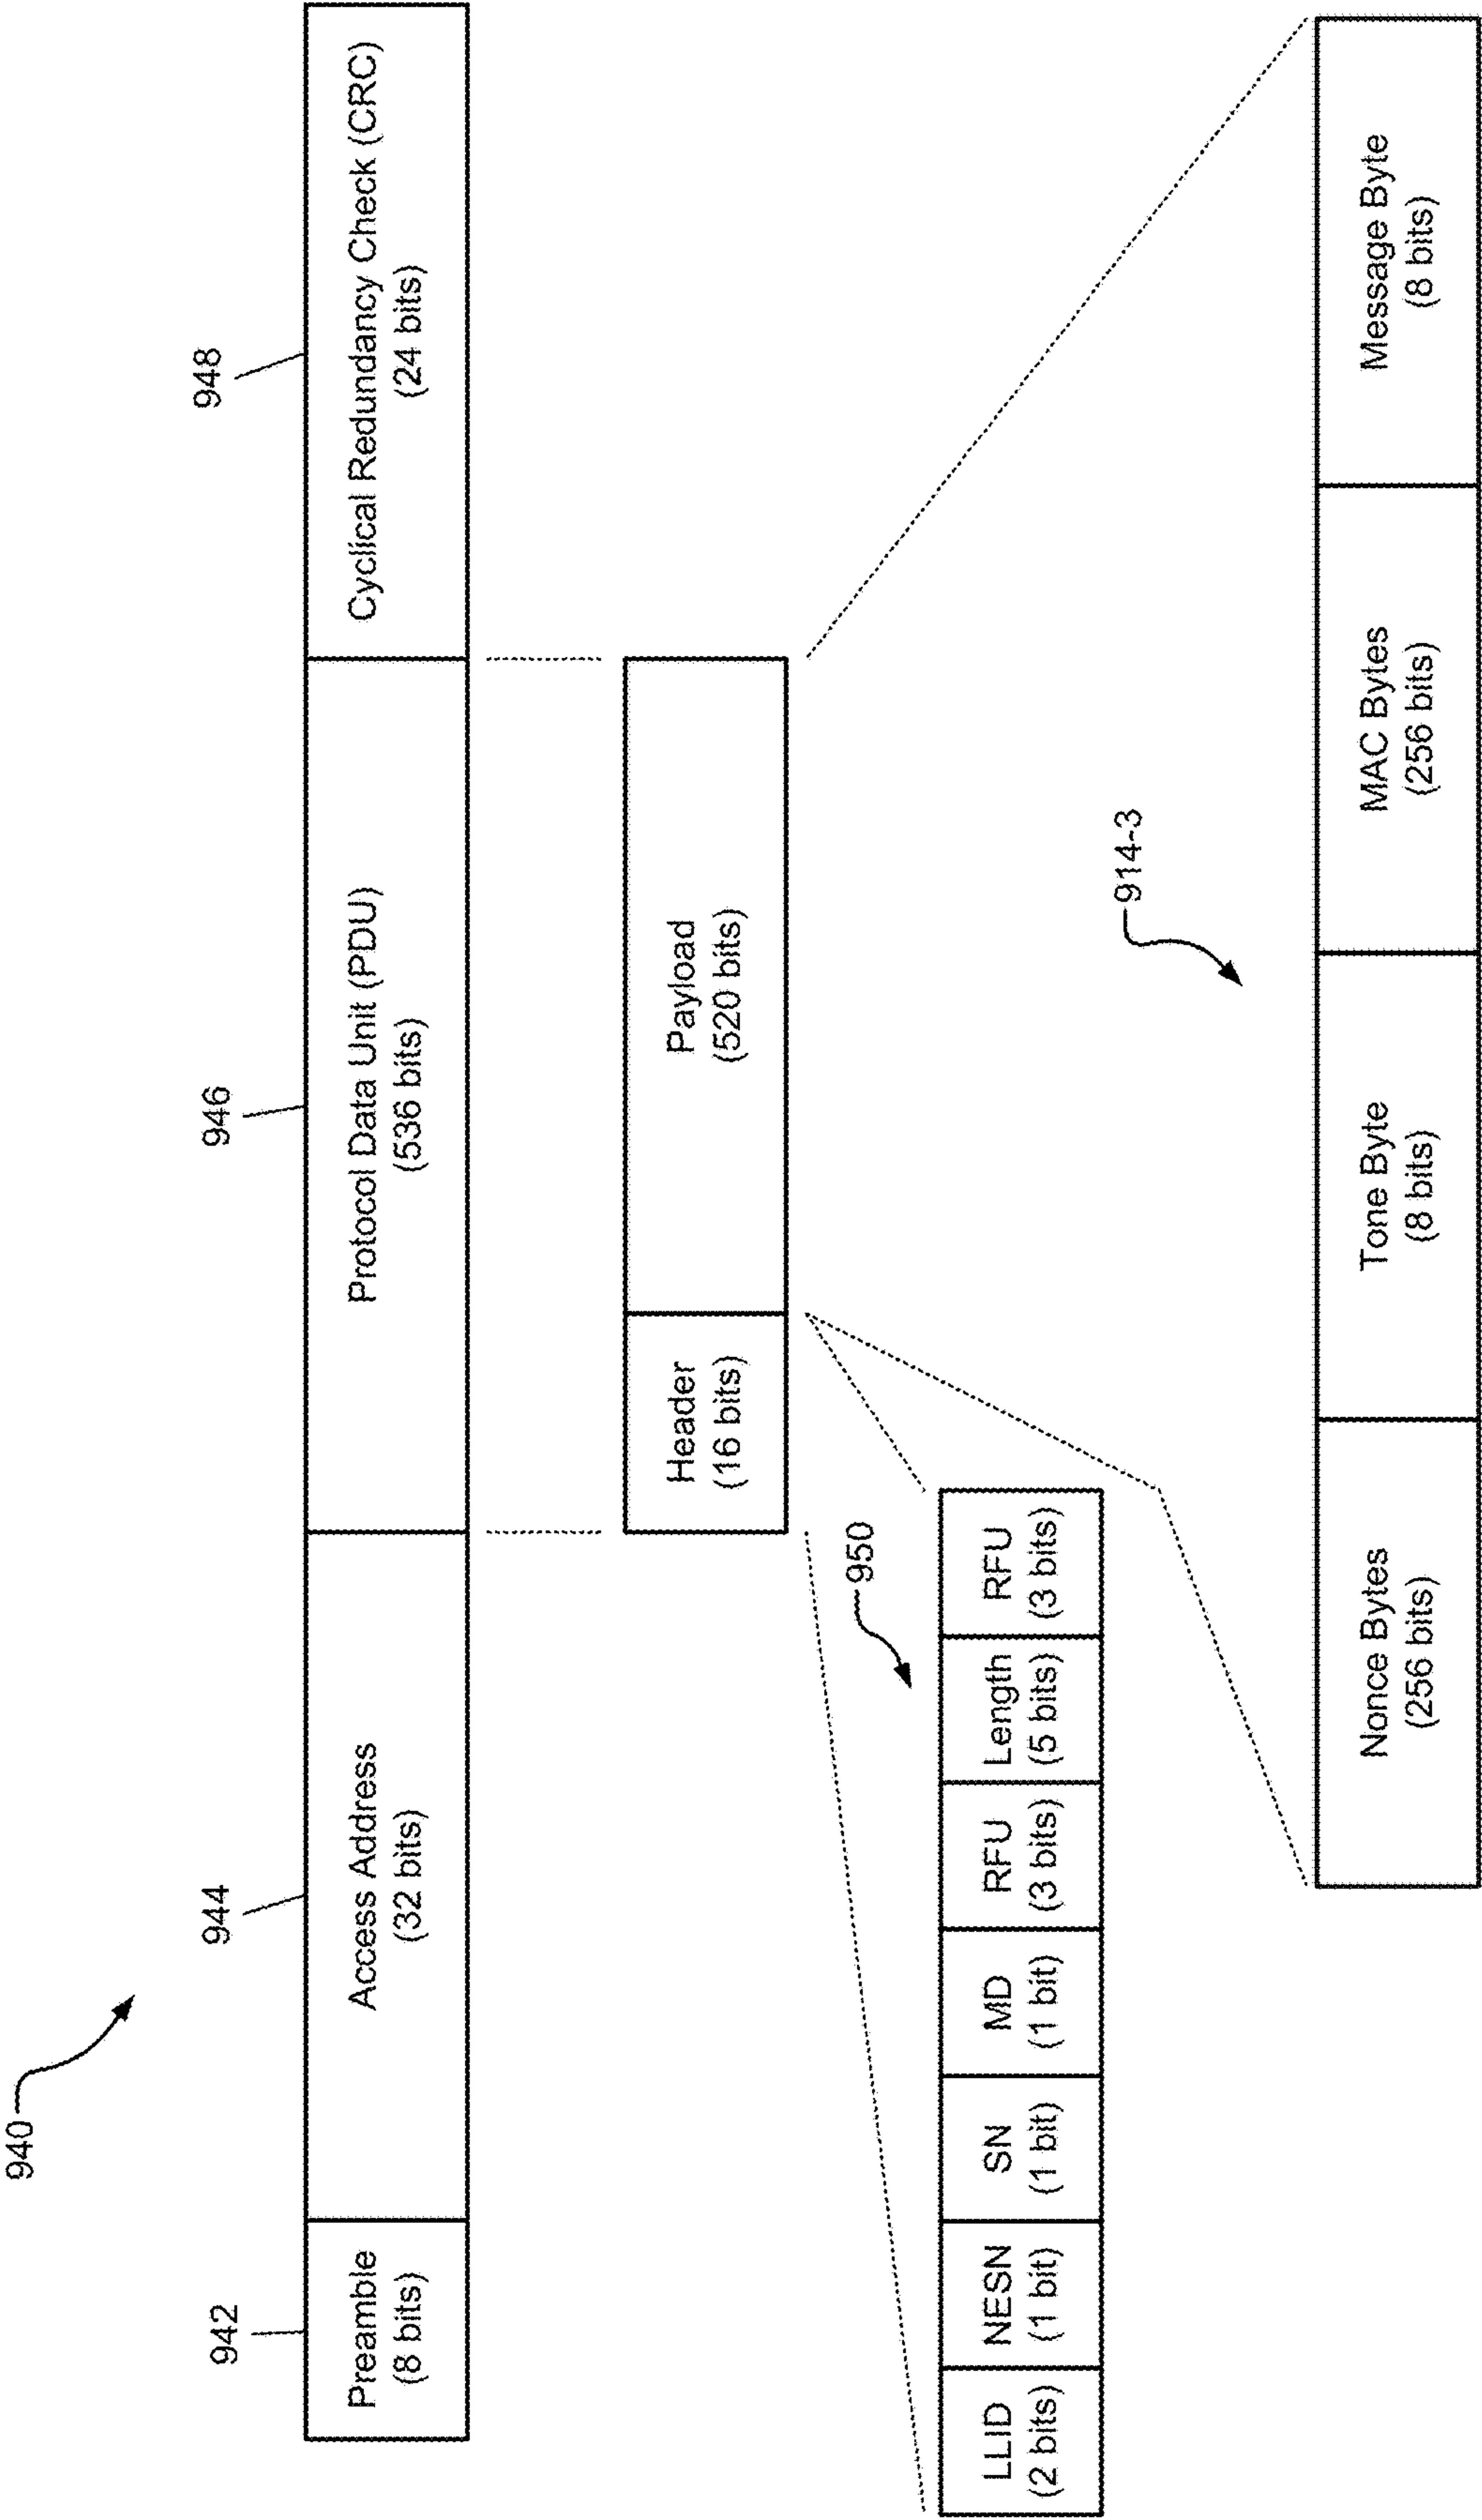 940
942
944
946
948
Preamble
(8 bits)
Access Address
(32 bits)
Protocol Data Unit (PDU)
(536 bits)
Cyclical Redundancy Check (CRC)
(24 bits)
Header
(16 bits)
Payload
(520 bits)
950
LLID
(2 bits)
NESN
(1 bit)
SN
(1 bit)
MD
(1 bit)
RFU
(3 bits)
Length
(5 bits)
RFU
(3 bits)
914-3
Nonce Bytes
(256 bits)
Tone Byte
(8 bits)
MAC Bytes
(256 bits)
Message Byte
(8 bits)